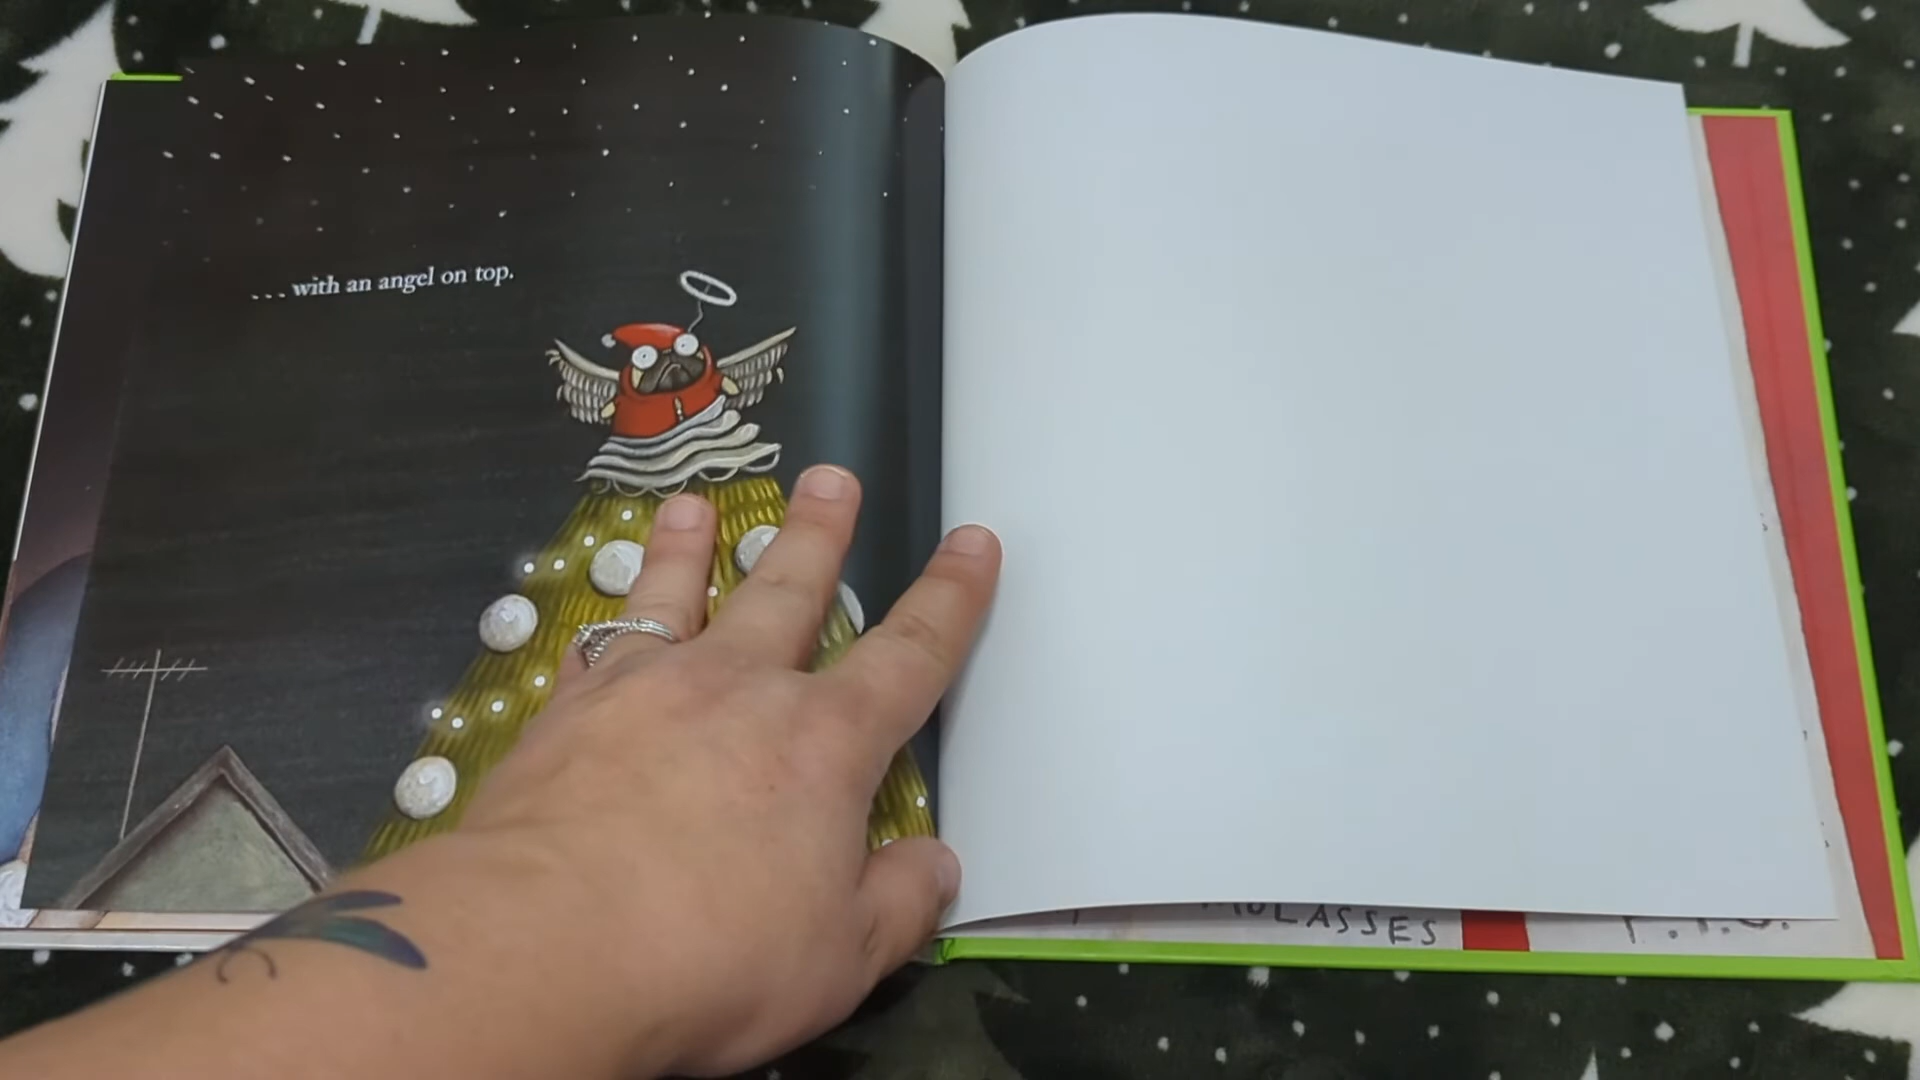 . . . with an angel on top.
MOLASSES
P.T.O.